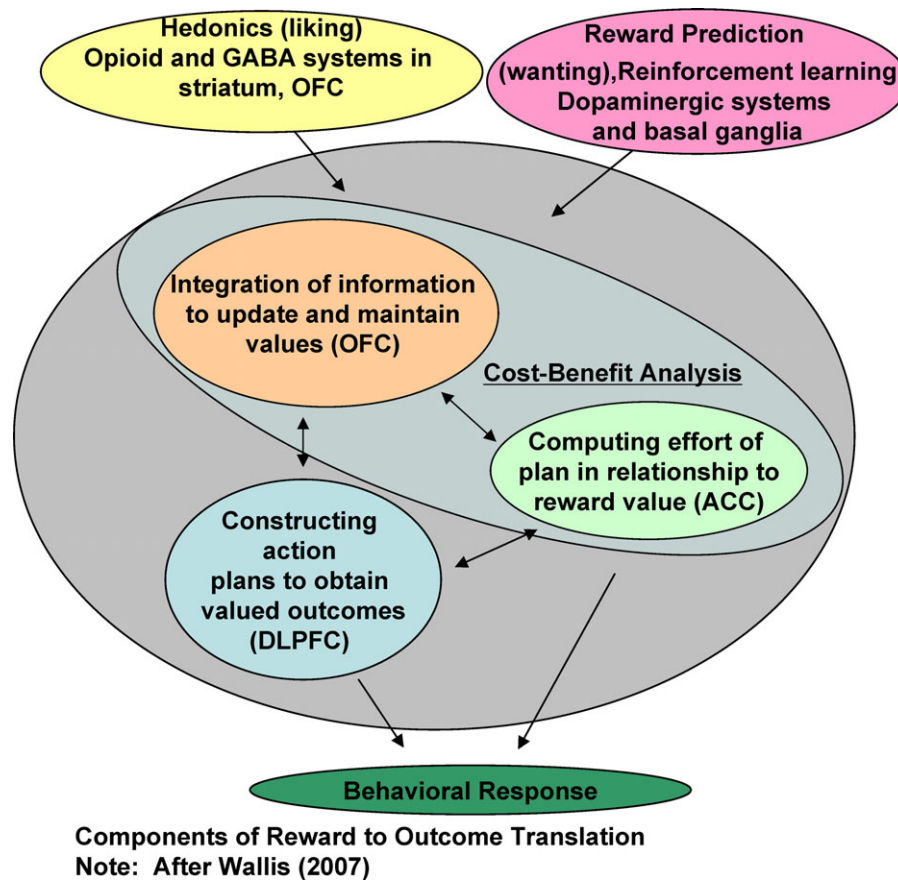 Hedonics (liking)
Opioid and GABA systems in
striatum, OFC
Reward Prediction
(wanting),Reinforcement learning
Dopaminergic systems
and basal ganglia
Integration of information
to update and maintain
values (OFC)
Cost-Benefit Analysis
Computing effort of
plan in relationship to
reward value (ACC)
Constructing
action
plans to obtain
valued outcomes
(DLPFC)
Behavioral Response
Components of Reward to Outcome Translation
Note: After Wallis (2007)